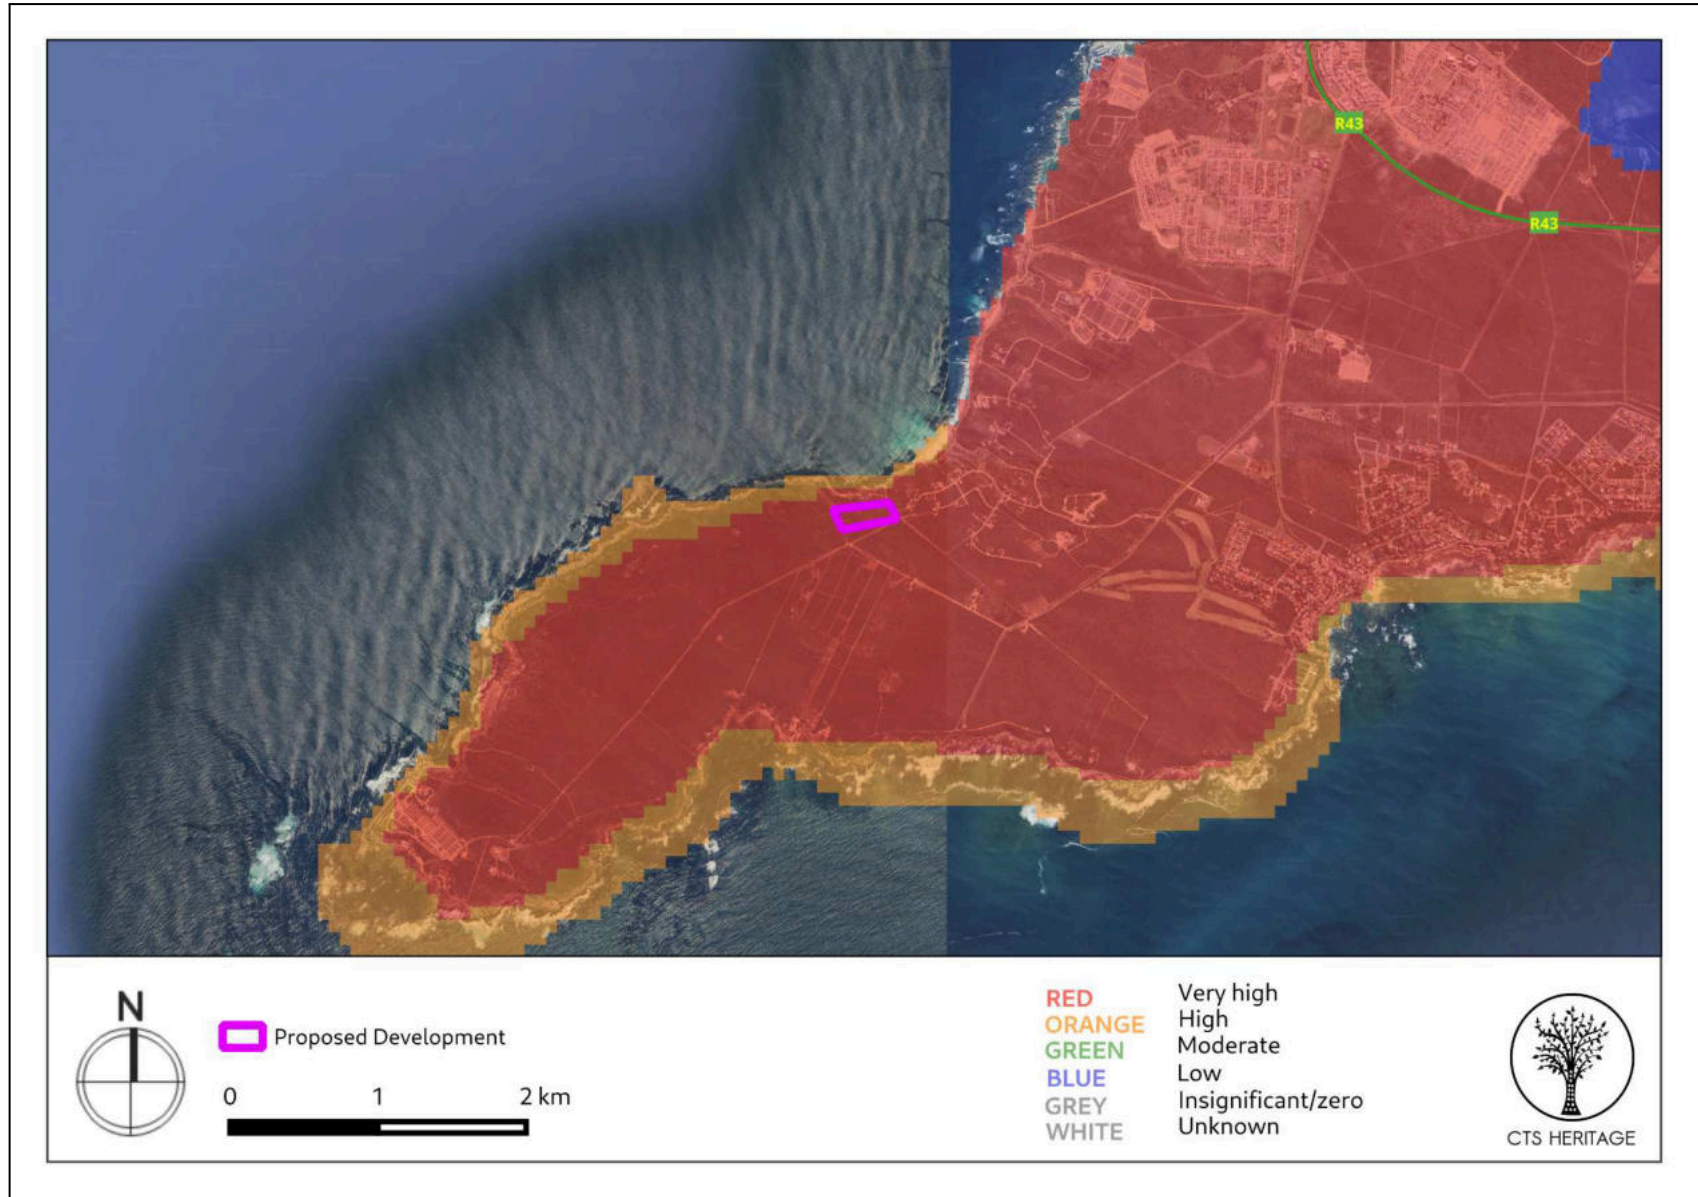 R43
R43
N
Proposed Development
0 1 2 km
RED Very high
ORANGE High
GREEN Moderate
BLUE Low
GREY Insignificant/zero
WHITE Unknown
CTS HERITAGE